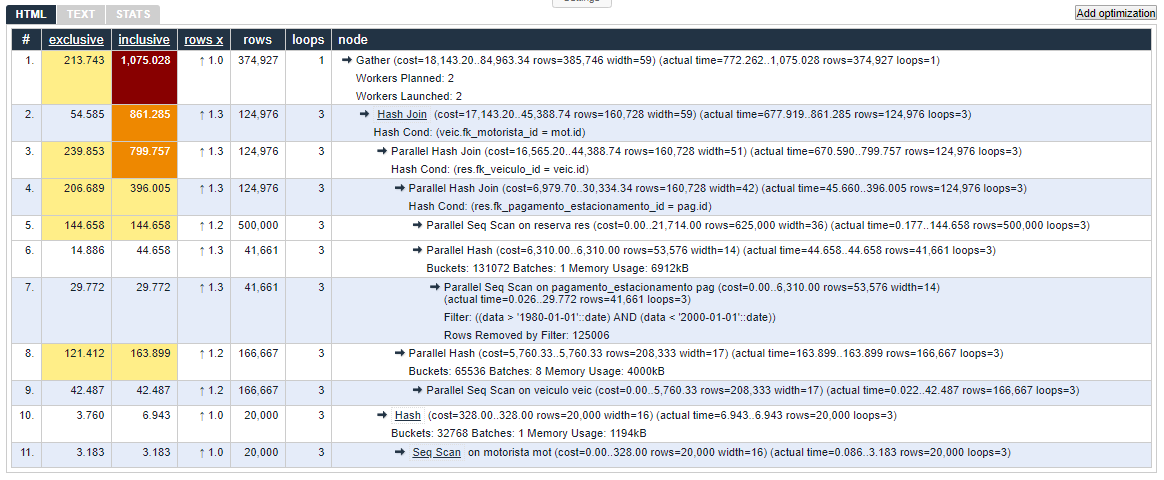 HTML TEXT STATS Add optimization
# exclusive inclusive rows x rows loops node
1. 213.743 1,075.028 ↑ 1.0 374,927 1 → Gather (cost=18,143.20..84,963.34 rows=385,746 width=59) (actual time=772.262..1,075.028 rows=374,927 loops=1)
Workers Planned: 2
Workers Launched: 2
2. 54.585 861.285 ↑ 1.3 124,976 3 → Hash Join (cost=17,143.20..45,388.74 rows=160,728 width=59) (actual time=677.919..861.285 rows=124,976 loops=3)
Hash Cond: (veic.fk_motorista_id = mot.id)
3. 239.853 799.757 ↑ 1.3 124,976 3 → Parallel Hash Join (cost=16,565.20..44,388.74 rows=160,728 width=51) (actual time=670.590..799.757 rows=124,976 loops=3)
Hash Cond: (res.fk_veiculo_id = veic.id)
4. 206.689 396.005 ↑ 1.3 124,976 3 → Parallel Hash Join (cost=6,979.70..30,334.34 rows=160,728 width=42) (actual time=45.660..396.005 rows=124,976 loops=3)
Hash Cond: (res.fk_pagamento_estacionamento_id = pag.id)
5. 144.658 144.658 ↑ 1.2 500,000 3 → Parallel Seq Scan on reserva res (cost=0.00..21,714.00 rows=625,000 width=36) (actual time=0.177..144.658 rows=500,000 loops=3)
6. 14.886 44.658 ↑ 1.3 41,661 3 → Parallel Hash (cost=6,310.00..6,310.00 rows=53,576 width=14) (actual time=44.658..44.658 rows=41,661 loops=3)
Buckets: 131072 Batches: 1 Memory Usage: 6912kB
7. 29.772 29.772 ↑ 1.3 41,661 3 → Parallel Seq Scan on pagamento_estacionamento pag (cost=0.00..6,310.00 rows=53,576 width=14)
(actual time=0.026..29.772 rows=41,661 loops=3)
Filter: ((data > '1980-01-01'::date) AND (data < '2000-01-01'::date))
Rows Removed by Filter: 125006
8. 121.412 163.899 ↑ 1.2 166,667 3 → Parallel Hash (cost=5,760.33..5,760.33 rows=208,333 width=17) (actual time=163.899..163.899 rows=166,667 loops=3)
Buckets: 65536 Batches: 8 Memory Usage: 4000kB
9. 42.487 42.487 ↑ 1.2 166,667 3 → Parallel Seq Scan on veiculo veic (cost=0.00..5,760.33 rows=208,333 width=17) (actual time=0.022..42.487 rows=166,667 loops=3)
10. 3.760 6.943 ↑ 1.0 20,000 3 → Hash (cost=328.00..328.00 rows=20,000 width=16) (actual time=6.943..6.943 rows=20,000 loops=3)
Buckets: 32768 Batches: 1 Memory Usage: 1194kB
11. 3.183 3.183 ↑ 1.0 20,000 3 → Seq Scan on motorista mot (cost=0.00..328.00 rows=20,000 width=16) (actual time=0.086..3.183 rows=20,000 loops=3)